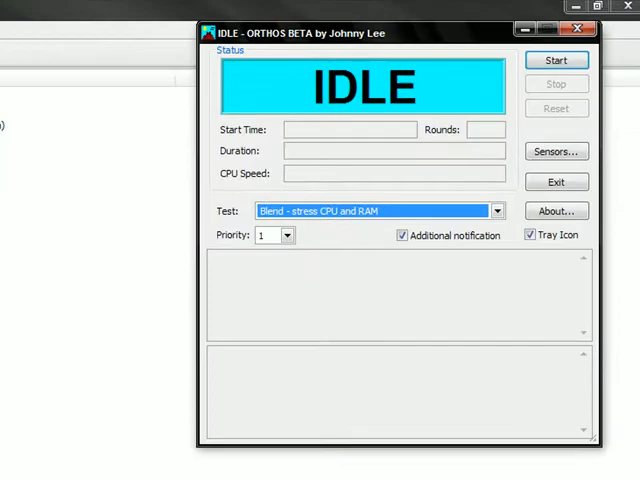 IDLE - ORTHOS BETA by Johnny Lee
Status
IDLE
Start
Stop
Reset
Start Time:
Rounds:
Duration:
CPU Speed:
Sensors...
Exit
Test:
Blend - stress CPU and RAM
About...
Priority:
1
Additional notification
Tray Icon